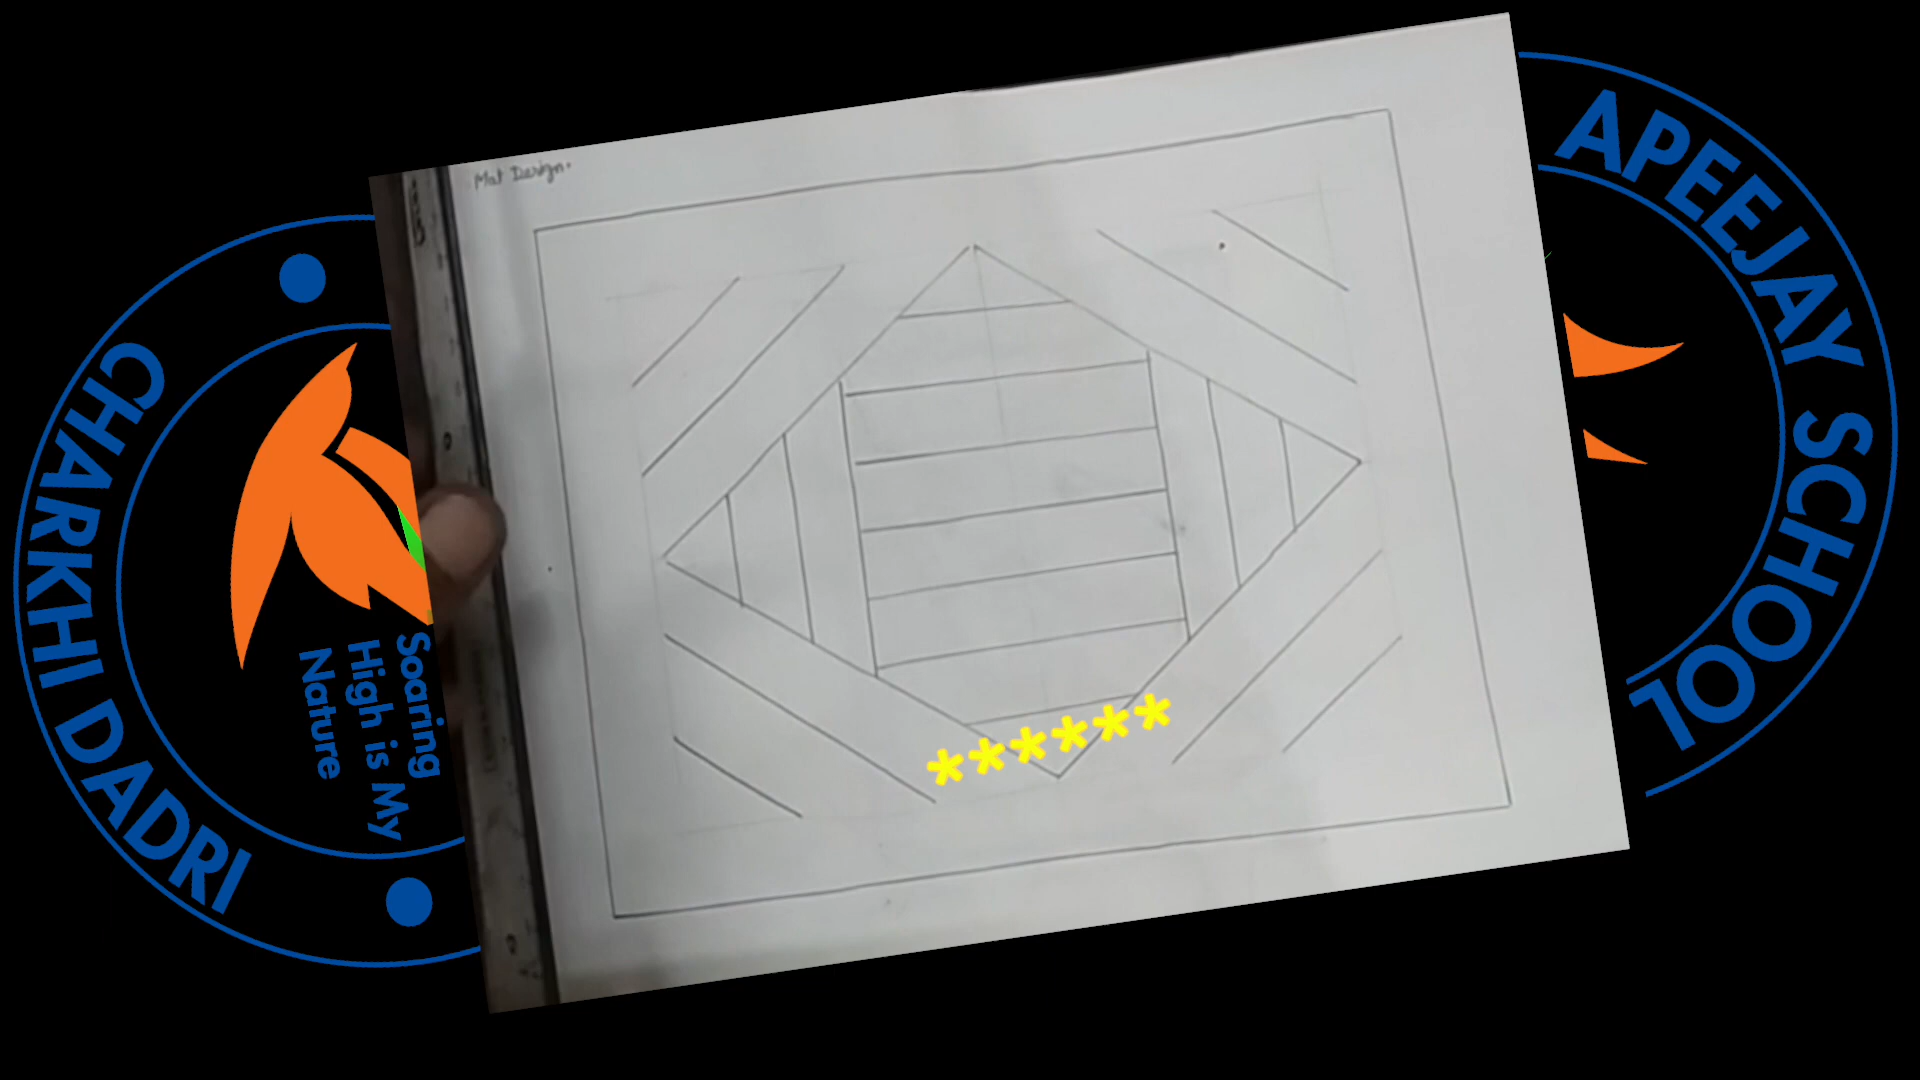 Mat Design.
APEEJAY SCHOOL
CHARKHI DADRI
Soaring
High is My
Nature
******